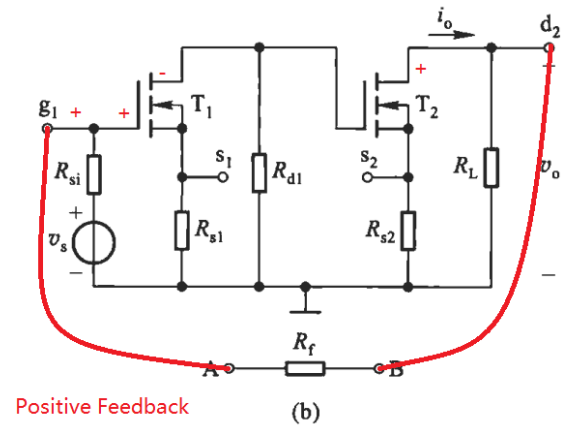 i_o d_2
- + +
g_1 + + T_1 T_2
s_1 s_2
R_si R_d1 R_L v_o
+ R_s1 R_s2
v_s
- -
R_f
A B
Positive Feedback (b)